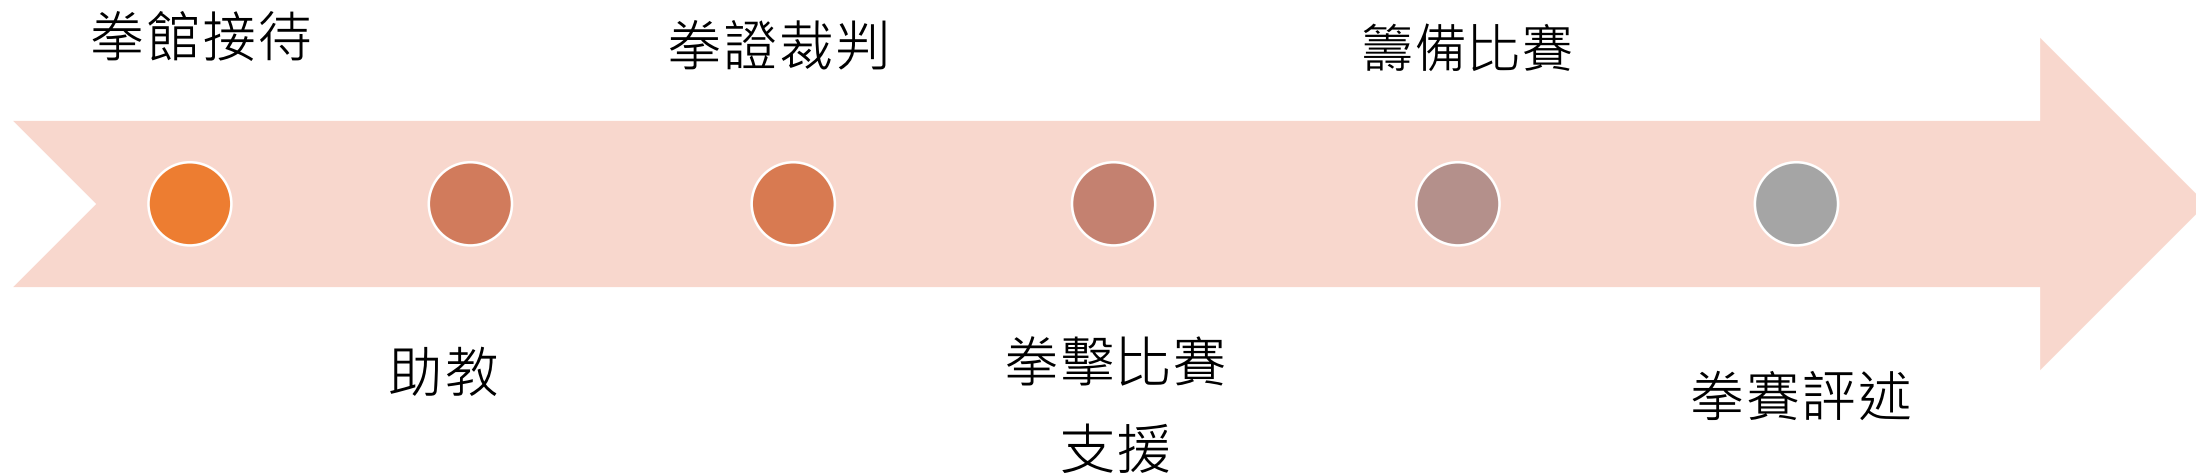 拳館接待
助教
拳證裁判
拳擊比賽
支援
籌備比賽
拳賽評述